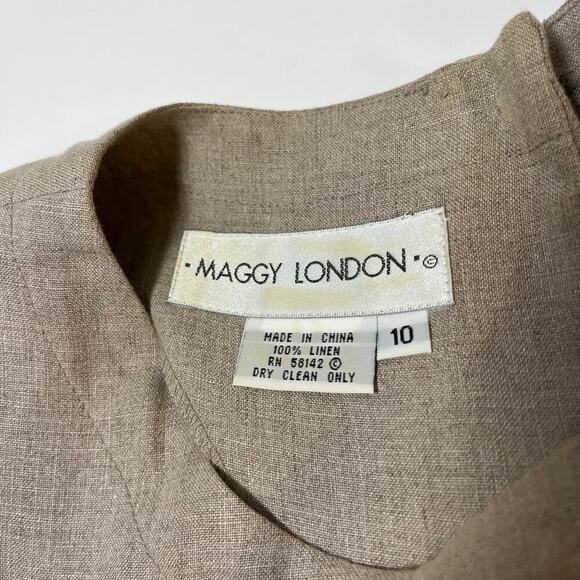 · MAGGY LONDON · ©
10
MADE IN CHINA
100% LINEN
RN 58142 ©
DRY CLEAN ONLY